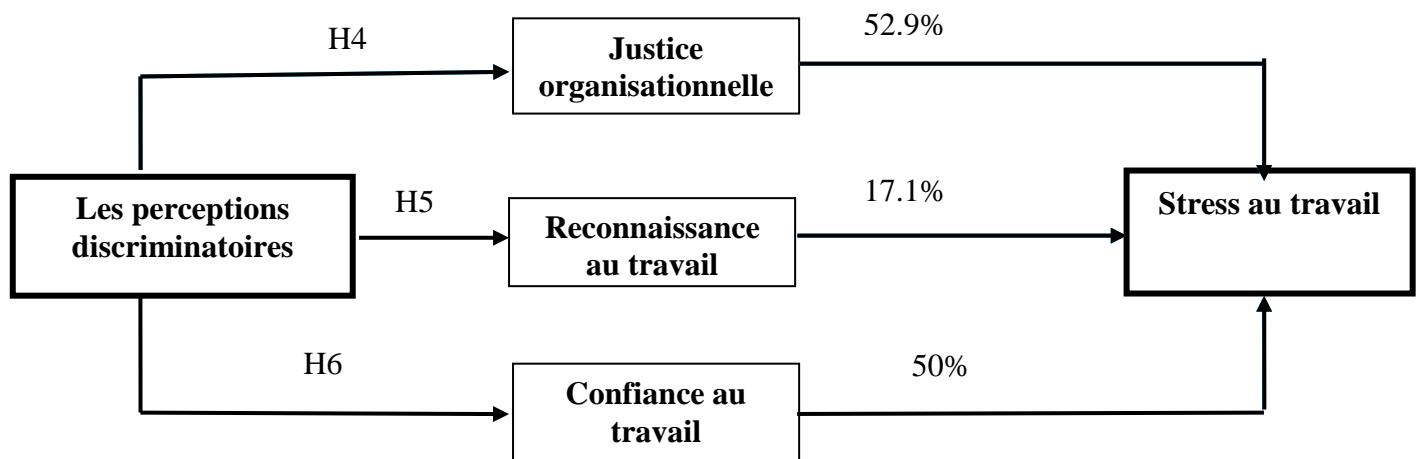 H4
Justice
organisationnelle
52.9%
Les perceptions
discriminatoires
H5
Reconnaissance
au travail
17.1%
Stress au travail
H6
Confiance au
travail
50%